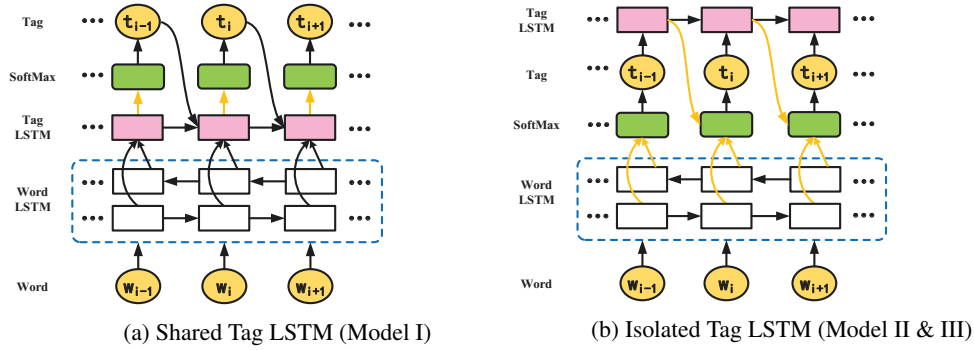 Tag ... t_{i-1} t_i t_{i+1} ...
SoftMax ... ...
Tag
LSTM ... ...
Word
LSTM ... ...
... ...
Word w_{i-1} w_i w_{i+1}
(a) Shared Tag LSTM (Model I)
Tag
LSTM ... ...
Tag ... t_{i-1} t_i t_{i+1} ...
SoftMax ... ...
Word
LSTM ... ...
... ...
Word w_{i-1} w_i w_{i+1}
(b) Isolated Tag LSTM (Model II & III)